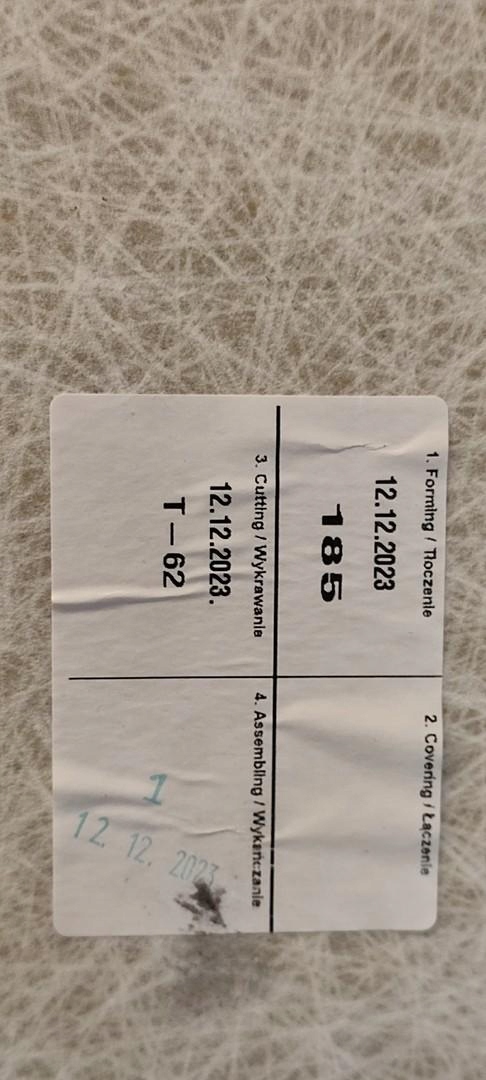 1. Forming / Tłoczenie
12.12.2023
185
2. Covering / Łączenie
3. Cutting / Wykrawanie
12.12.2023.
T – 62
4. Assembling / Wykańczanie
1
12. 12. 2023